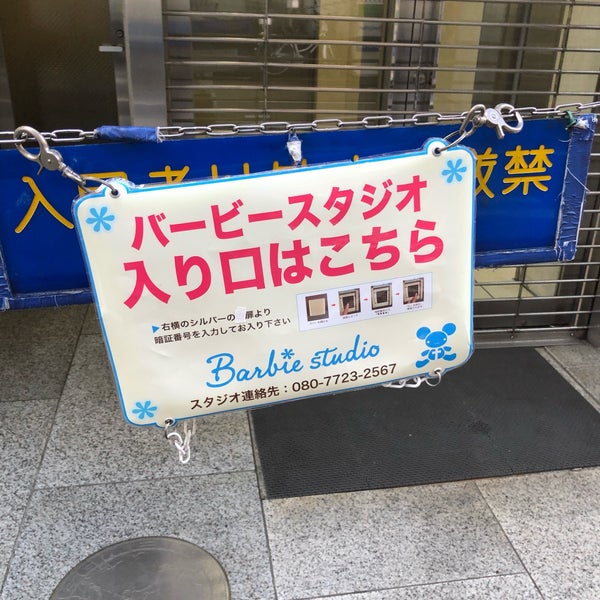 バービースタジオ
入り口はこちら
▶右横のシルバーの 扉より
暗証番号を入力してお入り下さい
Barbie studio
スタジオ連絡先：080-7723-2567
入
禁